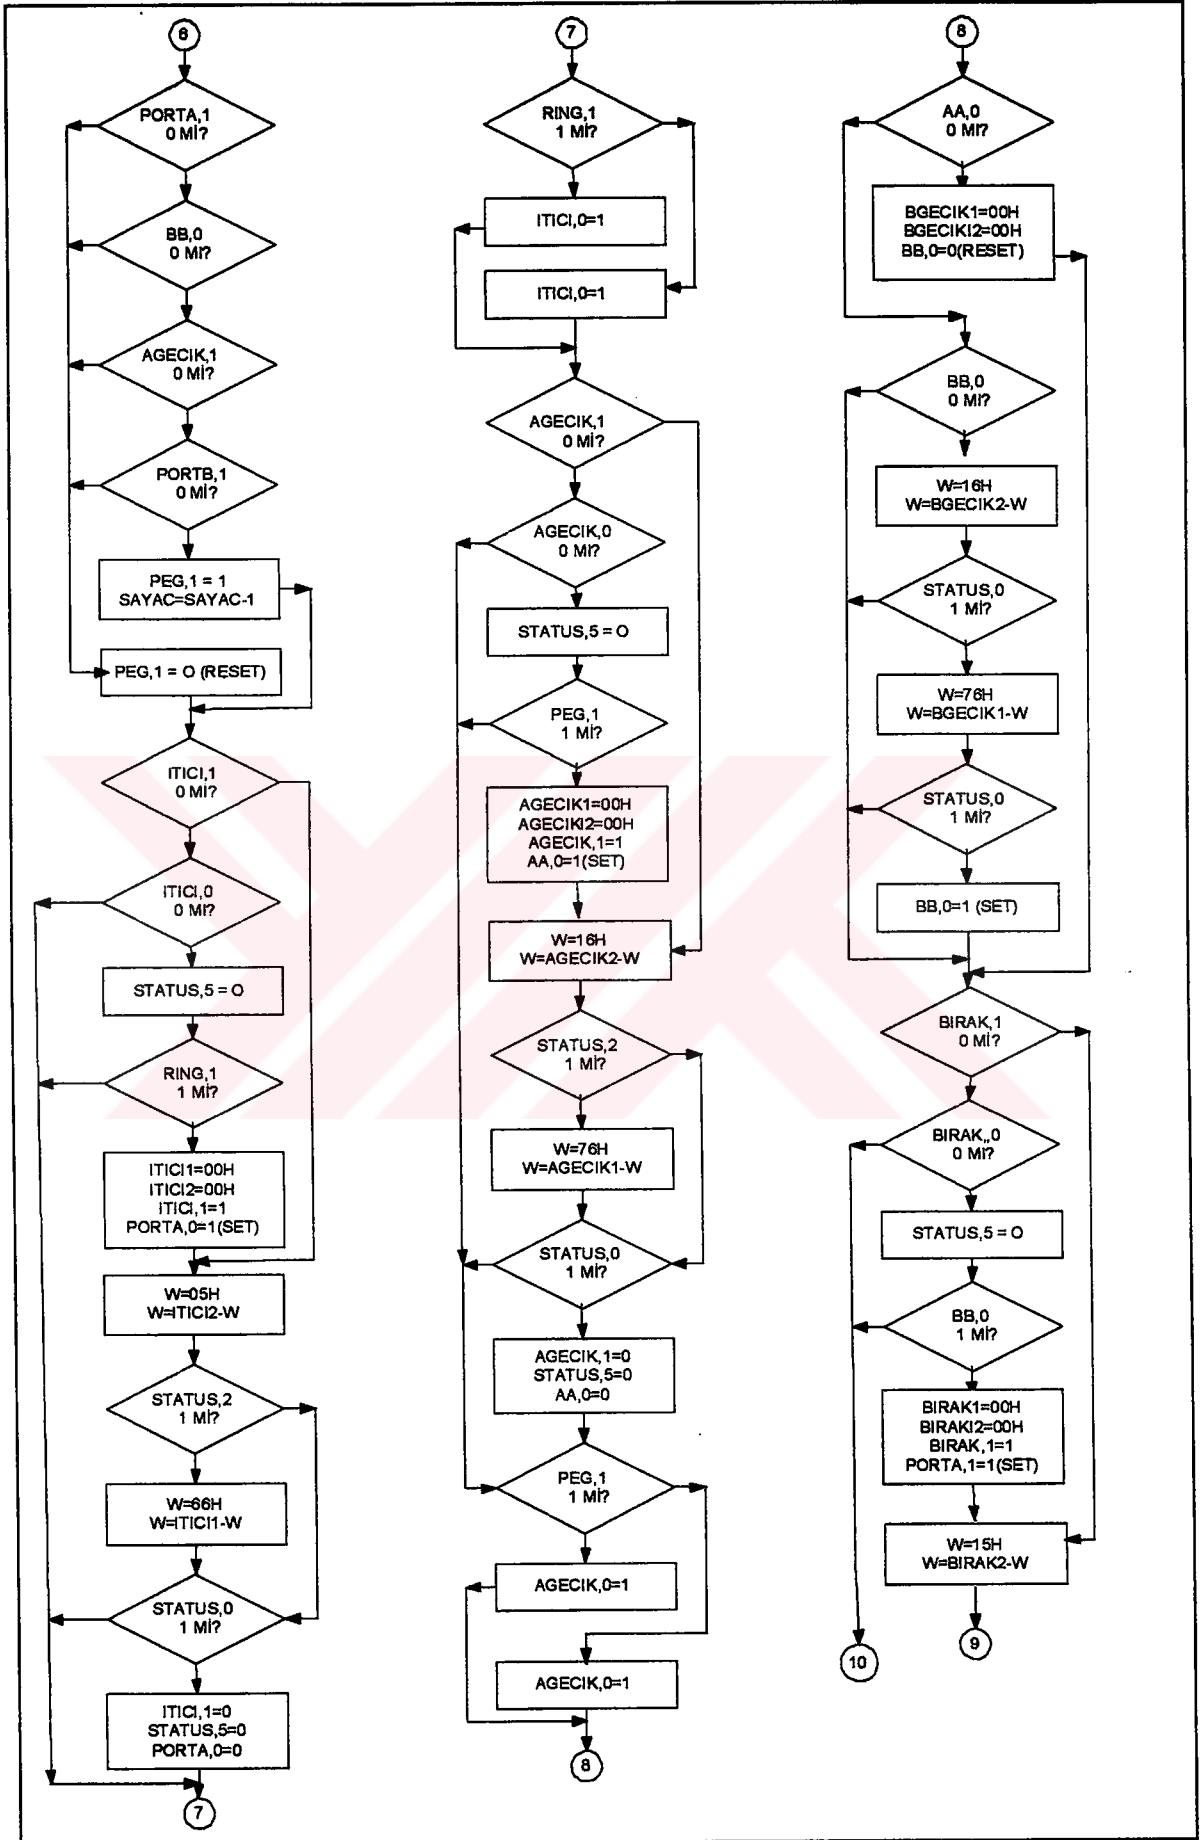 6
PORTA,1
0 Mİ?
BB,0
0 Mİ?
AGECIK,1
0 Mİ?
PORTB,1
0 Mİ?
PEG,1 = 1
SAYAC=SAYAC-1
PEG,1 = O (RESET)
ITICI,1
0 Mİ?
ITICI,0
0 Mİ?
STATUS,5 = O
RING,1
1 Mİ?
ITICI1=00H
ITICI2=00H
ITICI,1=1
PORTA,0=1(SET)
W=05H
W=ITICI2-W
STATUS,2
1 Mİ?
W=66H
W=ITICI1-W
STATUS,0
1 Mİ?
ITICI,1=0
STATUS,5=0
PORTA,0=0
7
7
RING,1
1 Mİ?
ITICI,0=1
ITICI,0=1
AGECIK,1
0 Mİ?
AGECIK,0
0 Mİ?
STATUS,5 = O
PEG,1
1 Mİ?
AGECIK1=00H
AGECIKI2=00H
AGECIK,1=1
AA,0=1(SET)
W=16H
W=AGECIK2-W
STATUS,2
1 Mİ?
W=76H
W=AGECIK1-W
STATUS,0
1 Mİ?
AGECIK,1=0
STATUS,5=0
AA,0=0
PEG,1
1 Mİ?
AGECIK,0=1
AGECIK,0=1
8
8
AA,0
0 Mİ?
BGECIK1=00H
BGECIKI2=00H
BB,0=0(RESET)
BB,0
0 Mİ?
W=16H
W=BGECIK2-W
STATUS,0
1 Mİ?
W=76H
W=BGECIK1-W
STATUS,0
1 Mİ?
BB,0=1 (SET)
BIRAK,1
0 Mİ?
BIRAK,,0
0 Mİ?
STATUS,5 = O
BB,0
1 Mİ?
BIRAK1=00H
BIRAKI2=00H
BIRAK,1=1
PORTA,1=1(SET)
W=15H
W=BIRAK2-W
9
10